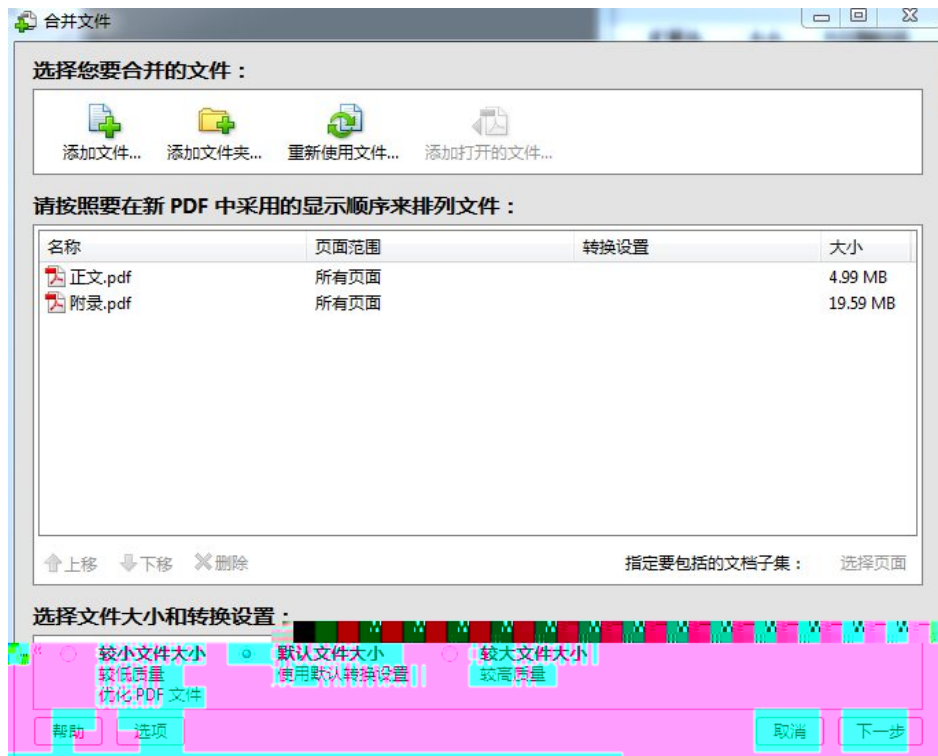 合并文件
选择您要合并的文件：
添加文件... 添加文件夹... 重新使用文件... 添加打开的文件...
请按照要在新 PDF 中采用的显示顺序来排列文件：
名称 页面范围 转换设置 大小
正文.pdf 所有页面 4.99 MB
附录.pdf 所有页面 19.59 MB
上移 下移 删除 指定要包括的文档子集： 选择页面
选择文件大小和转换设置：
较小文件大小 默认文件大小 较大文件大小
较低质量 使用默认转换设置 较高质量
优化 PDF 文件
帮助 选项 取消 下一步